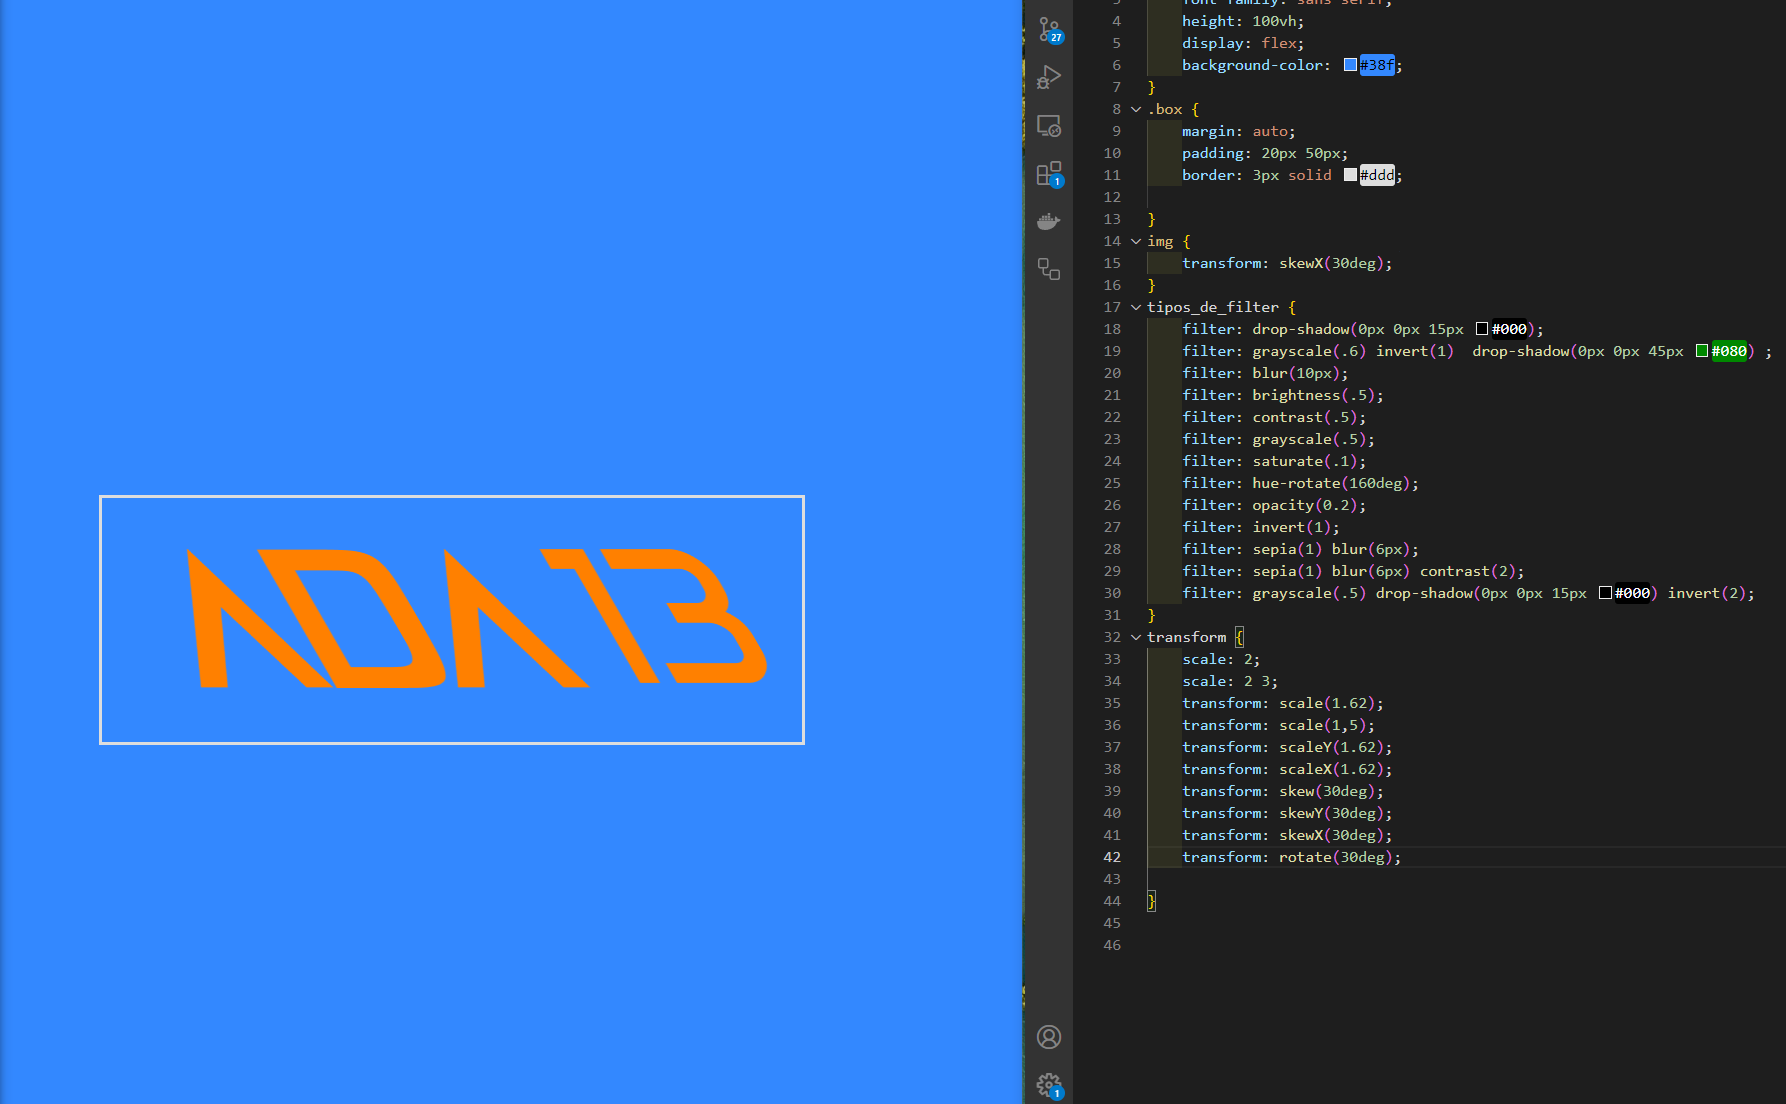 ADA13
27
1
1
3 font-family: sans-serif;
4 height: 100vh;
5 display: flex;
6 background-color: #38f;
7 }
8 .box {
9 margin: auto;
10 padding: 20px 50px;
11 border: 3px solid #ddd;
12
13 }
14 img {
15 transform: skewX(30deg);
16 }
17 tipos_de_filter {
18 filter: drop-shadow(0px 0px 15px #000);
19 filter: grayscale(.6) invert(1)  drop-shadow(0px 0px 45px #080) ;
20 filter: blur(10px);
21 filter: brightness(.5);
22 filter: contrast(.5);
23 filter: grayscale(.5);
24 filter: saturate(.1);
25 filter: hue-rotate(160deg);
26 filter: opacity(0.2);
27 filter: invert(1);
28 filter: sepia(1) blur(6px);
29 filter: sepia(1) blur(6px) contrast(2);
30 filter: grayscale(.5) drop-shadow(0px 0px 15px #000) invert(2);
31 }
32 transform {
33 scale: 2;
34 scale: 2 3;
35 transform: scale(1.62);
36 transform: scale(1,5);
37 transform: scaleY(1.62);
38 transform: scaleX(1.62);
39 transform: skew(30deg);
40 transform: skewY(30deg);
41 transform: skewX(30deg);
42 transform: rotate(30deg);
43
44 }
45
46